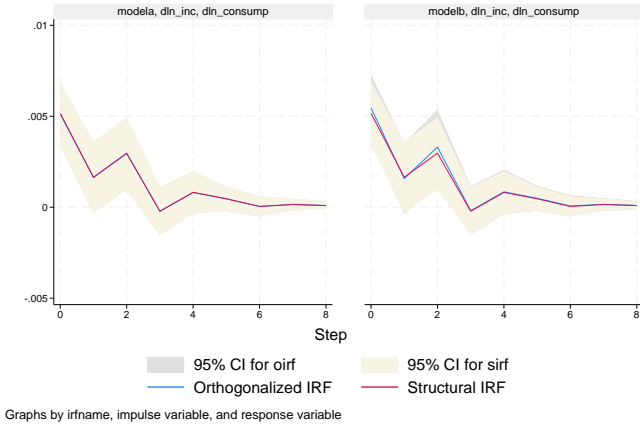 modela, dln_inc, dln_consump
modelb, dln_inc, dln_consump
.01
.005
0
-.005
0 2 4 6 8
0 2 4 6 8
Step
95% CI for oirf
95% CI for sirf
Orthogonalized IRF
Structural IRF
Graphs by irfname, impulse variable, and response variable